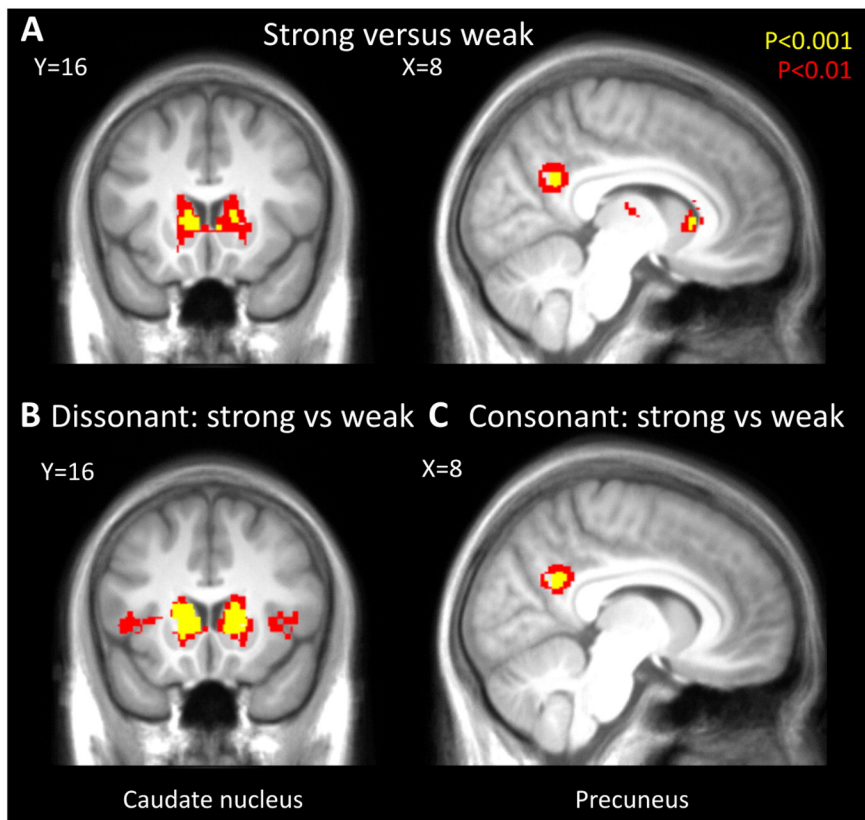 A
Strong versus weak
P<0.001
P<0.01
Y=16
X=8
B Dissonant: strong vs weak
C Consonant: strong vs weak
Y=16
X=8
Caudate nucleus
Precuneus